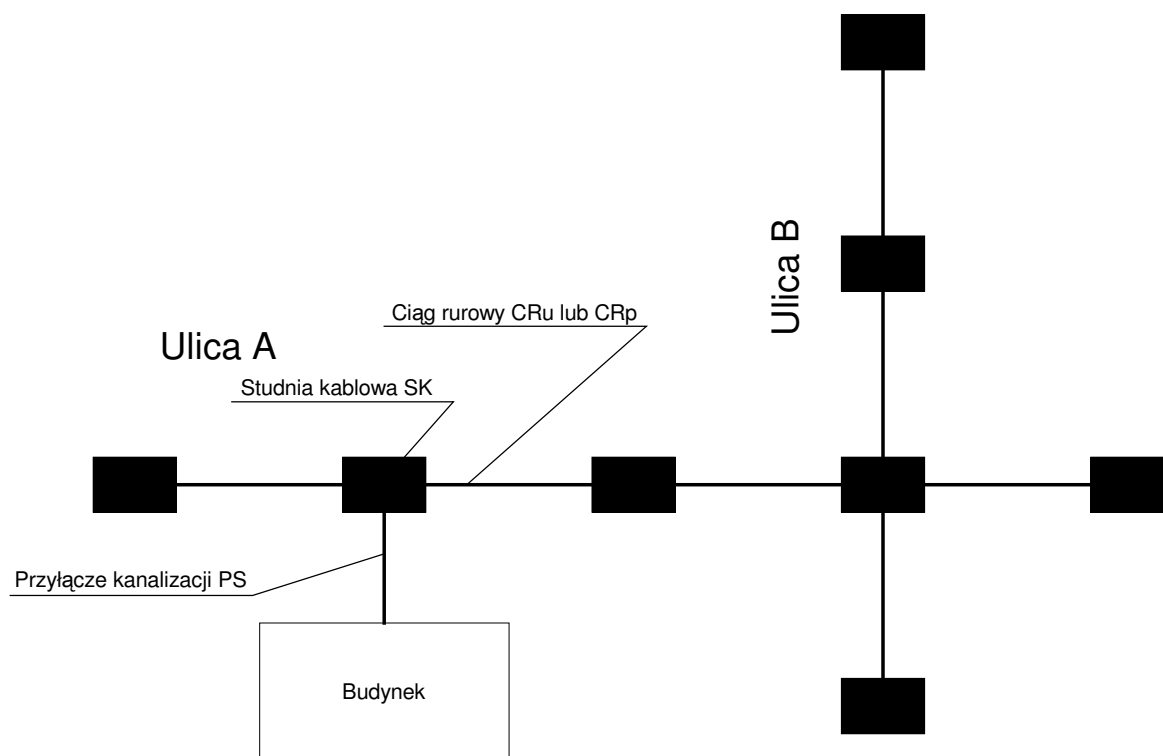 Ulica B
Ciąg rurowy CRu lub CRp
Ulica A
Studnia kablowa SK
Przyłącze kanalizacji PS
Budynek